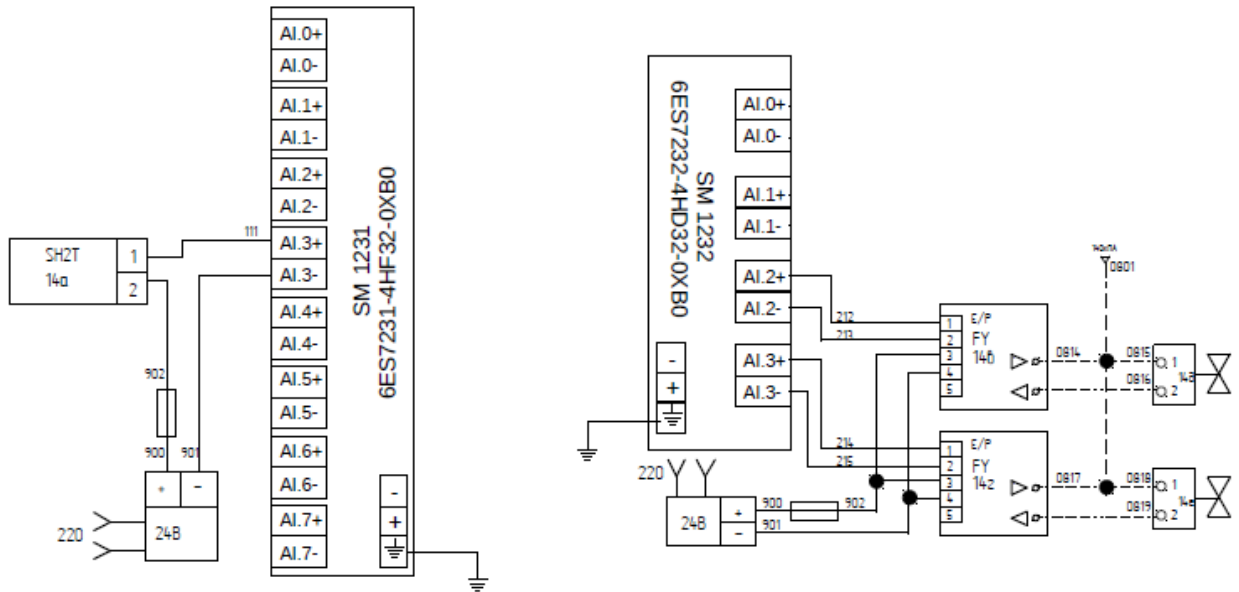 AI.0+
AI.0-
AI.1+
AI.1-
AI.2+
AI.2-
AI.3+
AI.3-
AI.4+
AI.4-
AI.5+
AI.5-
AI.6+
AI.6-
AI.7+
AI.7-
SM 1231
6ES7231-4HF32-0XB0
-
+
SH2T
14а
1
2
111
902
900
901
+
-
24В
220
6ES7232-4HD32-0XB0
SM 1232
AI.0+
AI.0-
AI.1+
AI.1-
AI.2+
AI.2-
AI.3+
AI.3-
-
+
220
24В
+
-
900
902
901
212
213
214
215
1
2
3
4
5
E/P
FY
14б
1
2
3
4
5
E/P
FY
14г
0801
0814
0815
0816
1
2
14д
0817
0818
0819
1
2
14е